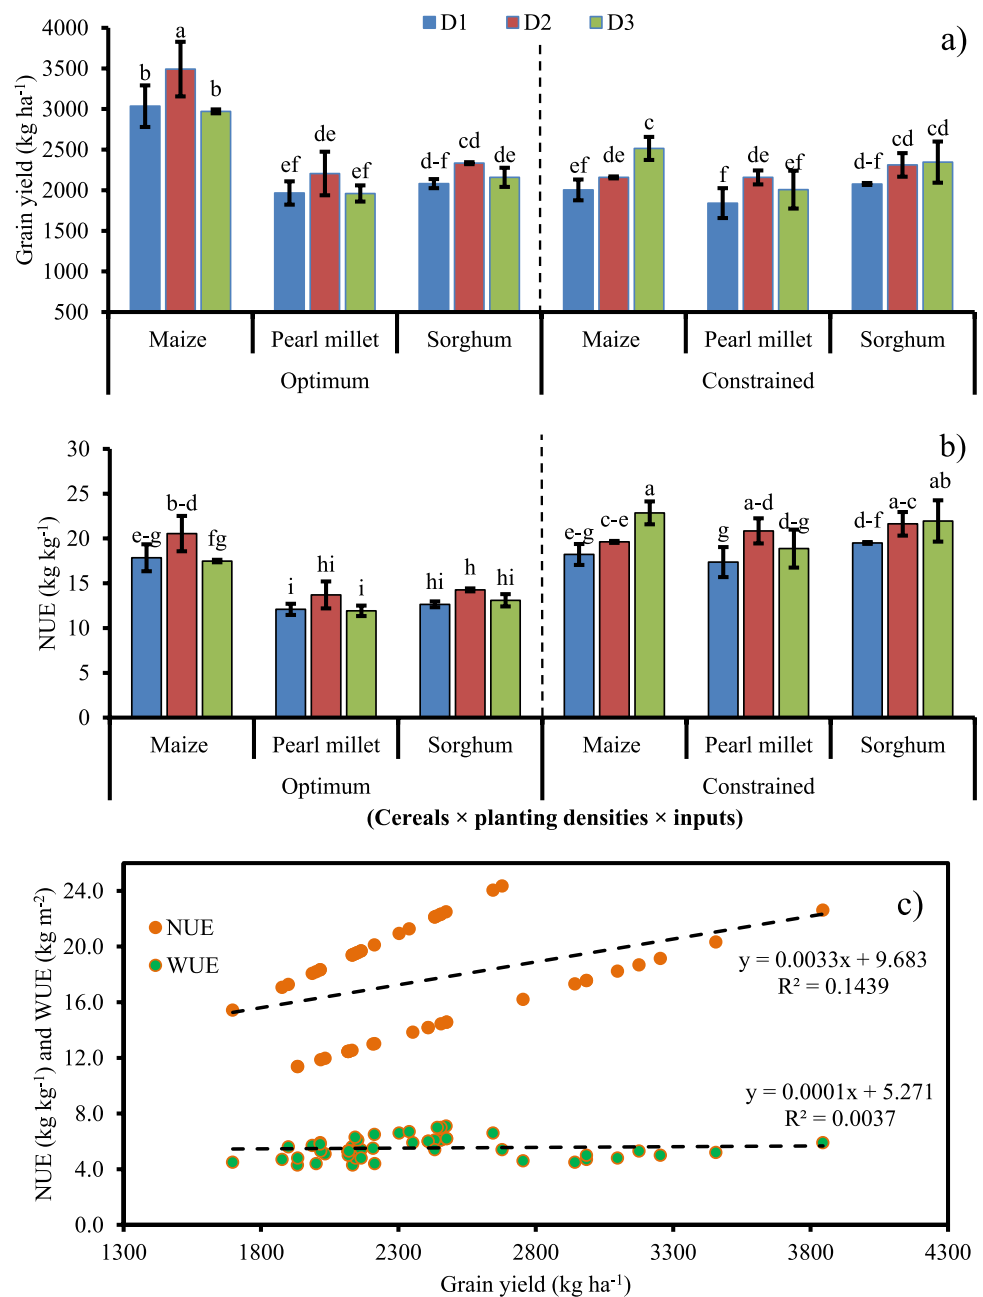 D1 D2 D3
a)
Grain yield (kg ha-1)
4000
3500
3000
2500
2000
1500
1000
500
b a b ef de ef d-f cd de ef de c f de ef d-f cd cd
Maize Pearl millet Sorghum Maize Pearl millet Sorghum
Optimum Constrained
b)
NUE (kg kg-1)
30
25
20
15
10
5
0
e-g b-d fg i hi i hi h hi e-g c-e a g a-d d-g d-f a-c ab
Maize Pearl millet Sorghum Maize Pearl millet Sorghum
Optimum Constrained
(Cereals × planting densities × inputs)
c)
NUE (kg kg-1) and WUE (kg m-2)
24.0
20.0
16.0
12.0
8.0
4.0
0.0
NUE
WUE
y = 0.0033x + 9.683
R² = 0.1439
y = 0.0001x + 5.271
R² = 0.0037
1300 1800 2300 2800 3300 3800 4300
Grain yield (kg ha-1)